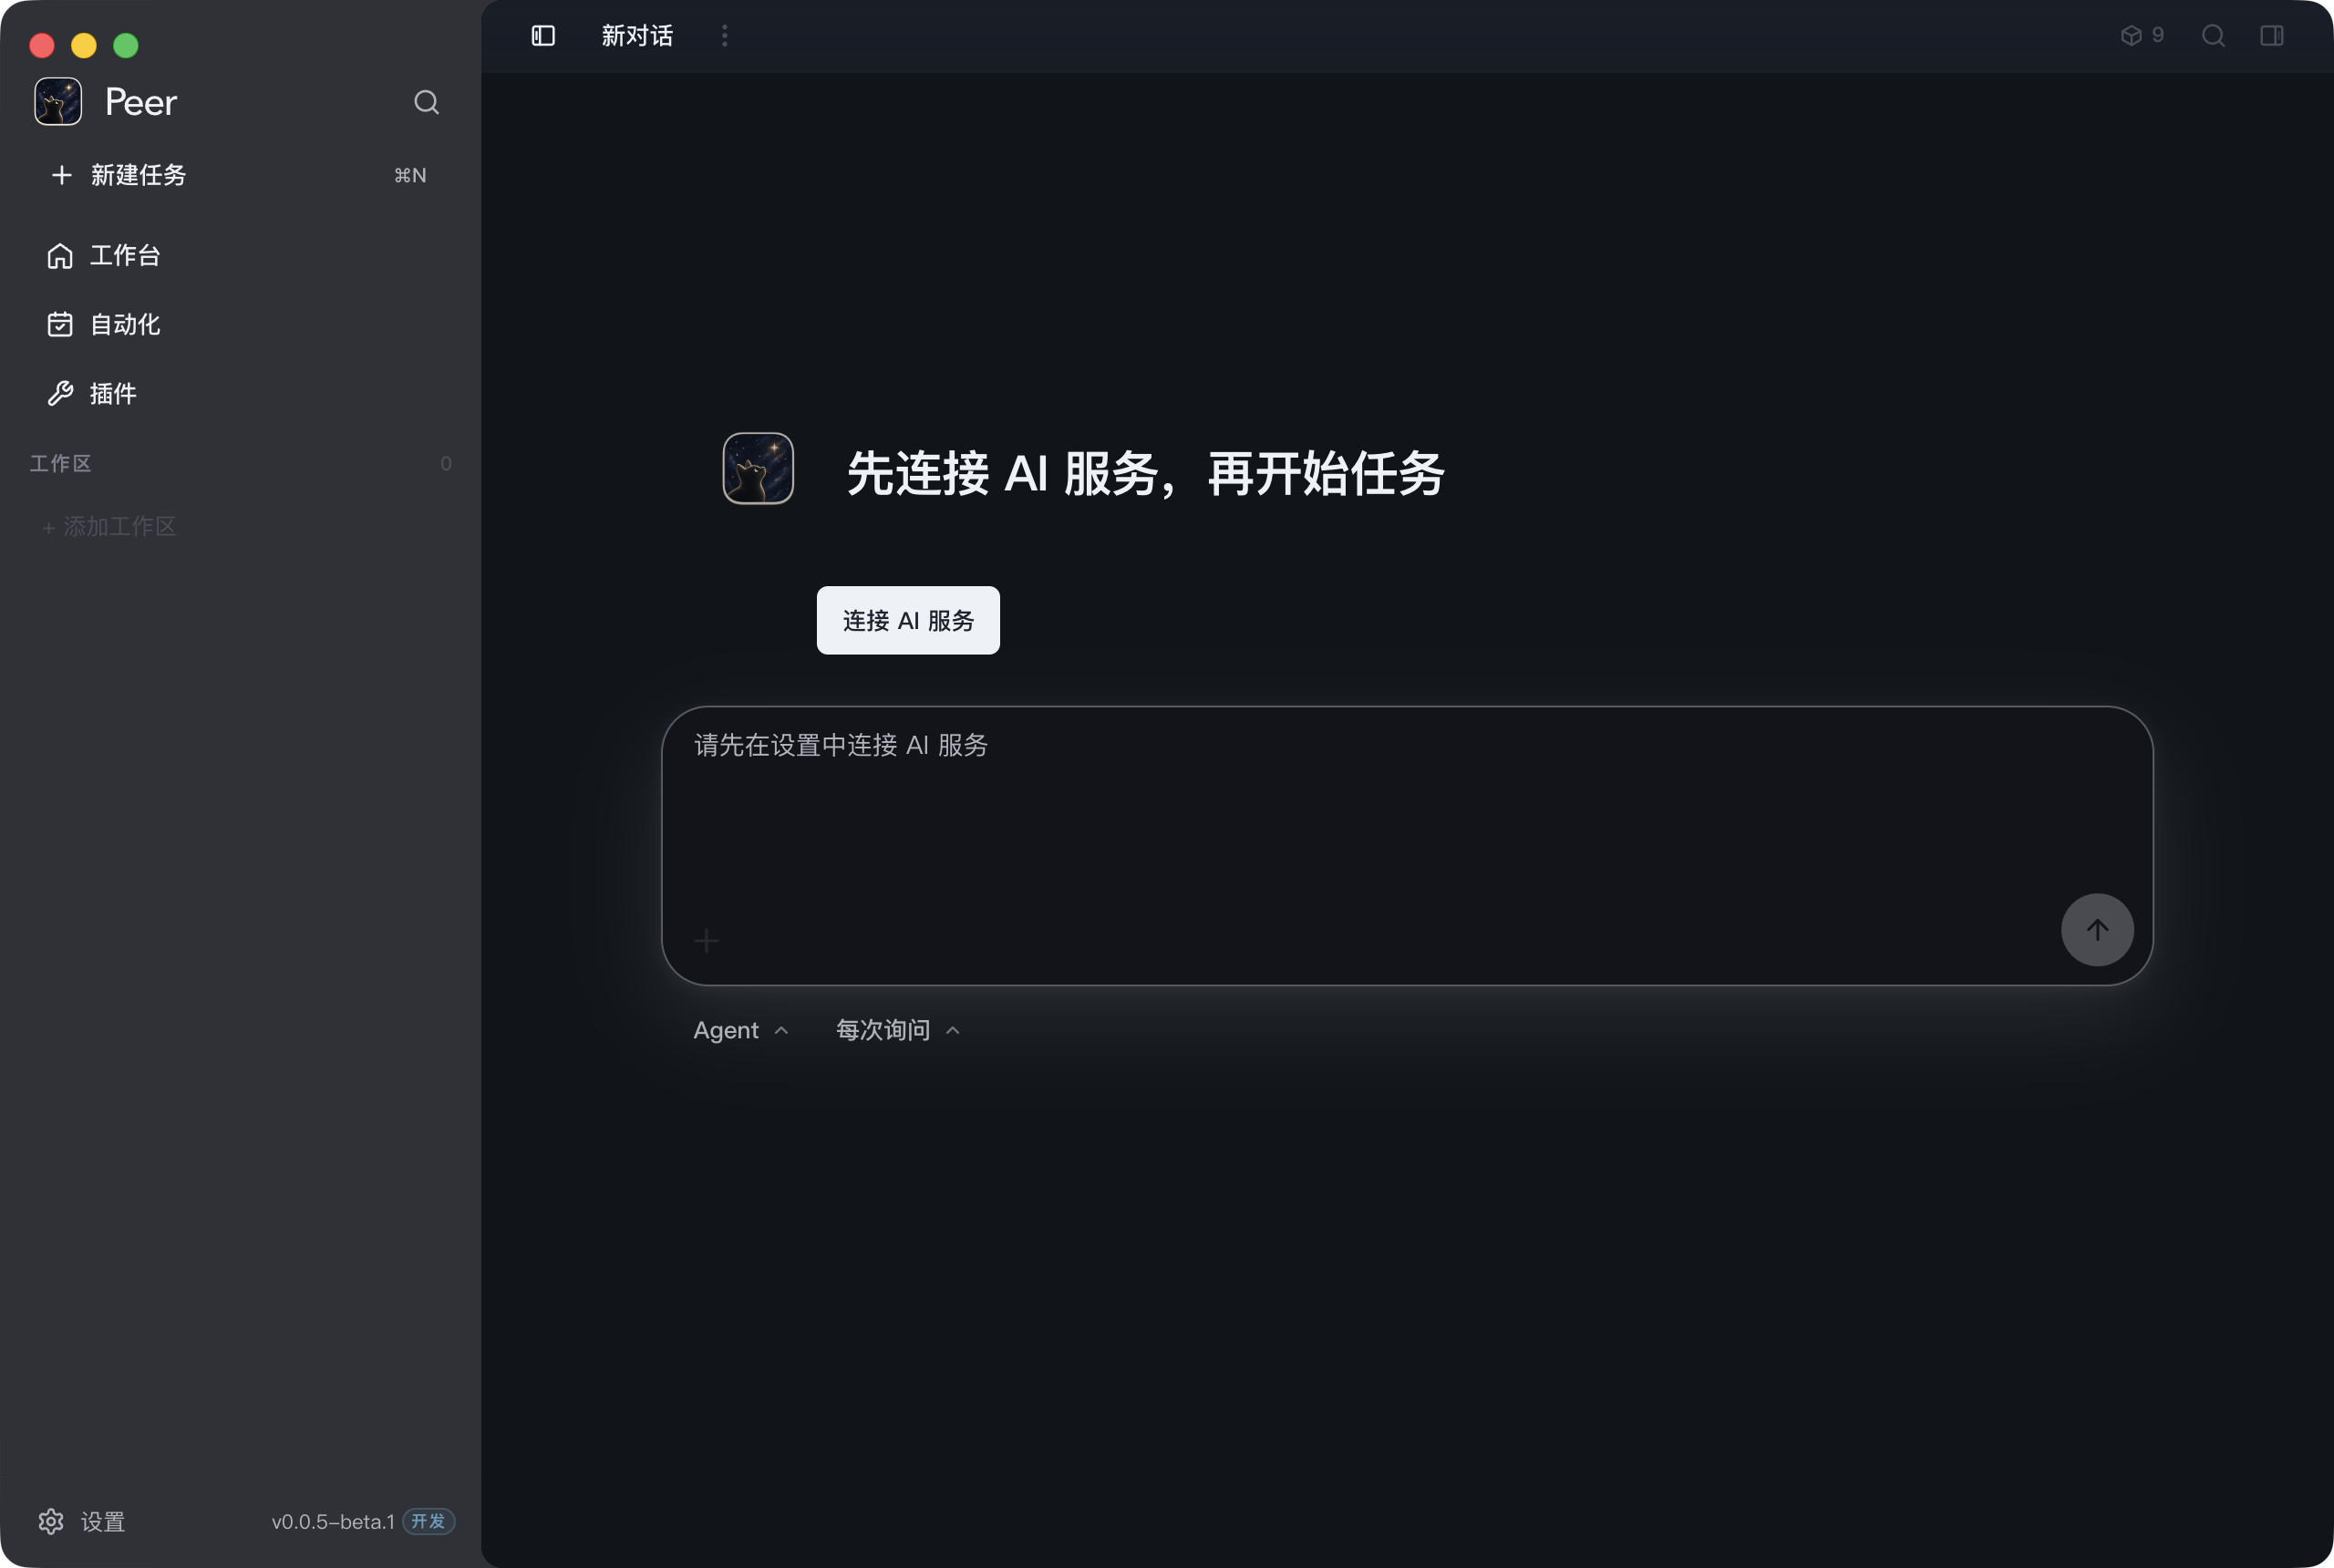 Peer
新建任务 ⌘N
工作台
自动化
插件
工作区 0
+ 添加工作区
设置 v0.0.5-beta.1 开发
新对话 9
先连接 AI 服务，再开始任务
连接 AI 服务
请先在设置中连接 AI 服务
Agent 每次询问